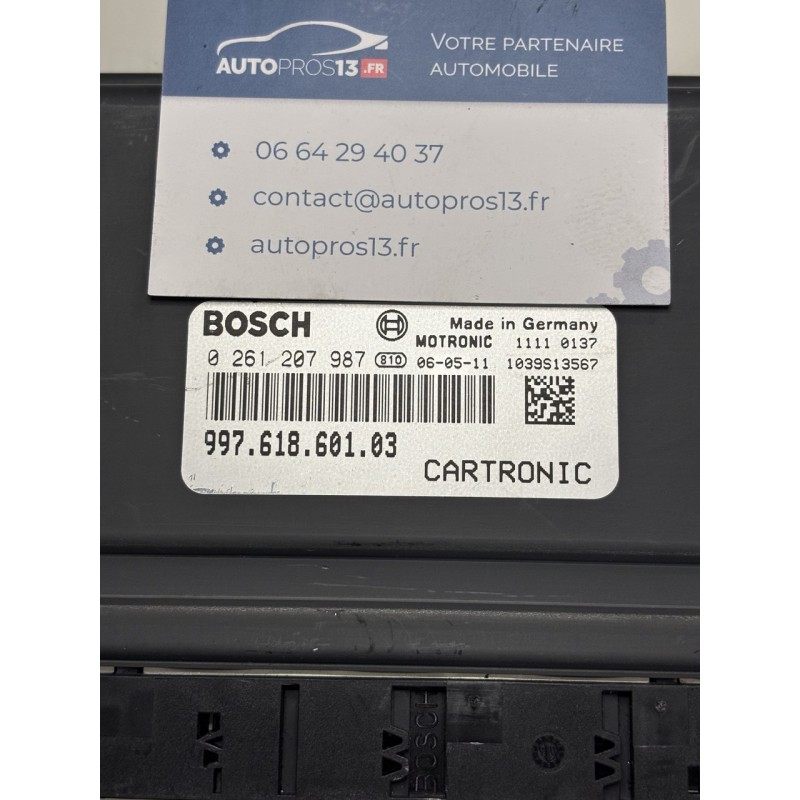 AUTOPROS13.FR
VOTRE PARTENAIRE
AUTOMOBILE
06 64 29 40 37
contact@autopros13.fr
autopros13.fr
BOSCH
Made in Germany
MOTRONIC 1111 0137
0 261 207 987 810 06-05-11 1039S13567
997.618.601.03
CARTRONIC
BOSCH